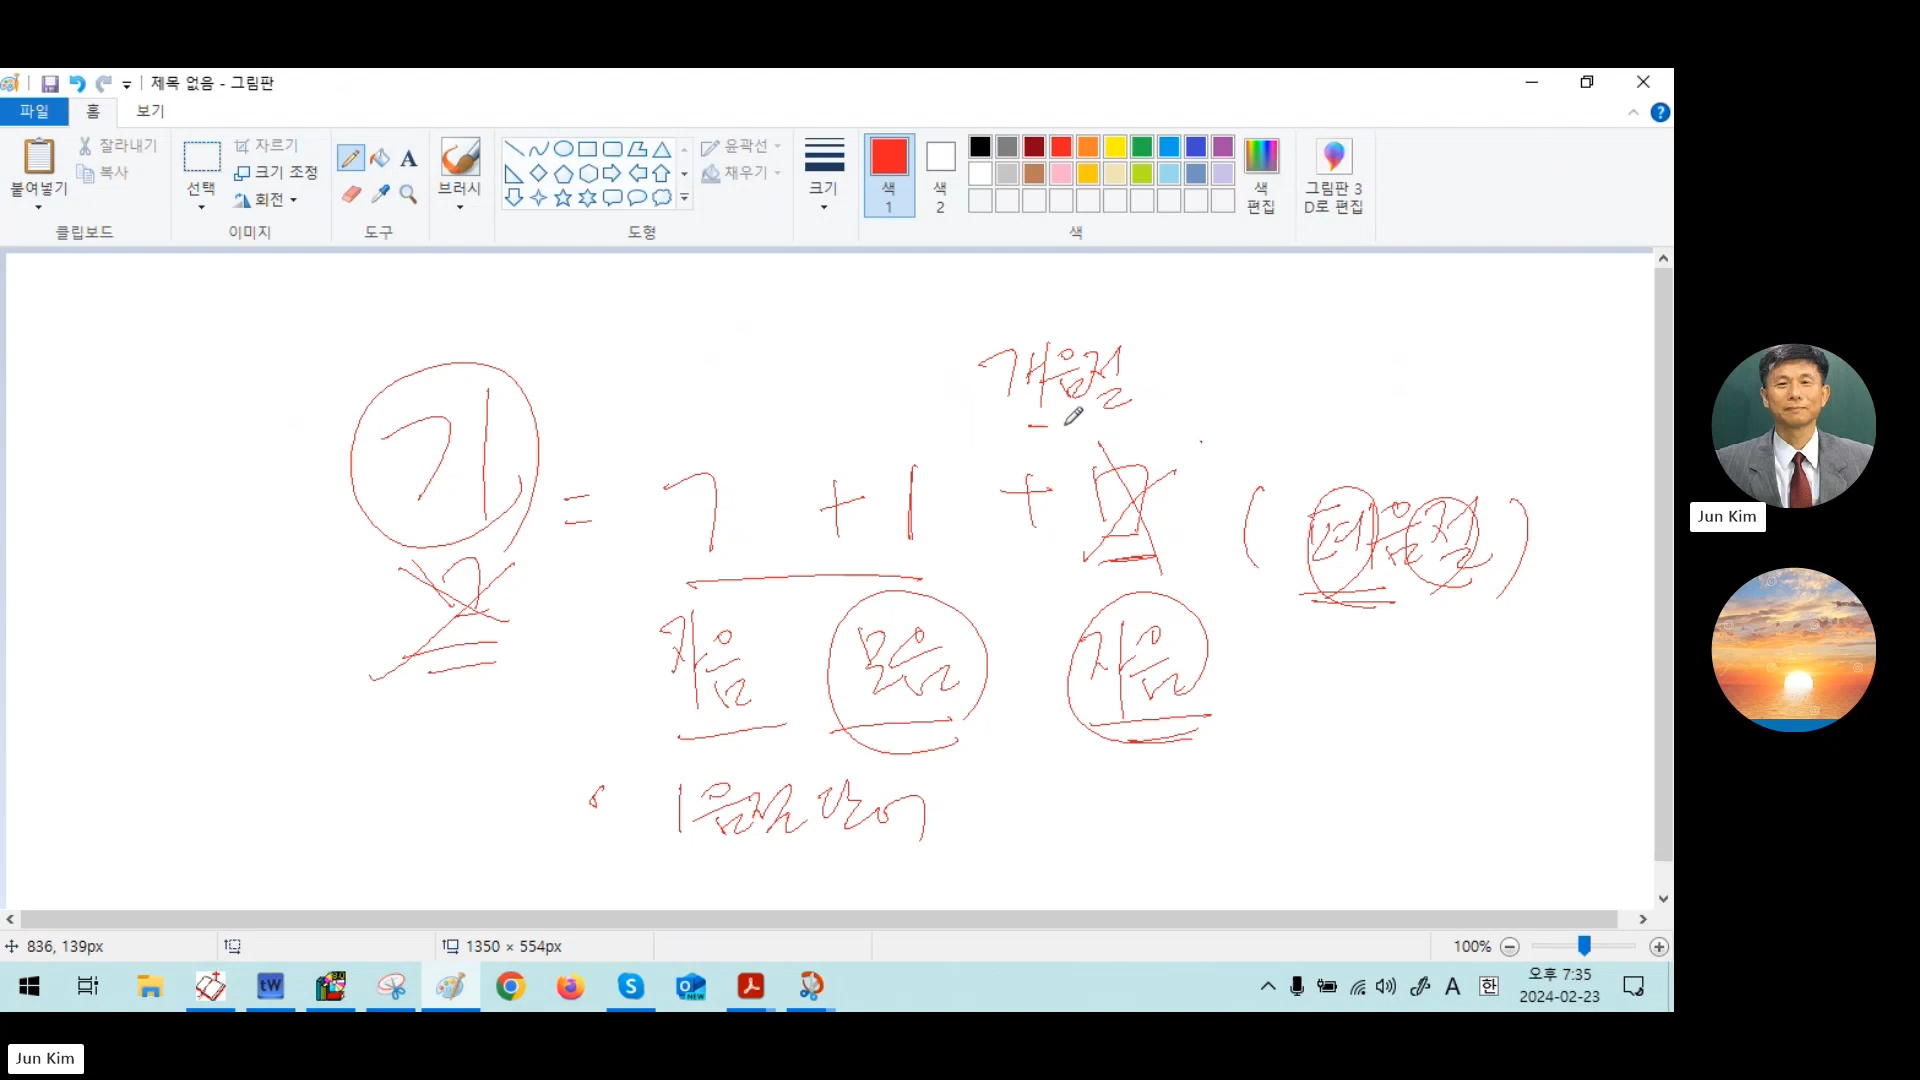 제목 없음 - 그림판
파일 홈 보기
붙여넣기
잘라내기
복사
클립보드
선택
자르기
크기 조정
회전
이미지
A
도구
브러시
도형
윤곽선
채우기
크기
색
1
색
2
색
색
편집
그림판 3
D로 편집
개음절
기 = ㄱ + ㅣ + ㅁ (폐음절)
자음 모음 자음
1음절 단어
836, 139px
1350 × 554px
100%
tW
S
NEW
A
한
오후 7:35
2024-02-23
Jun Kim
Jun Kim